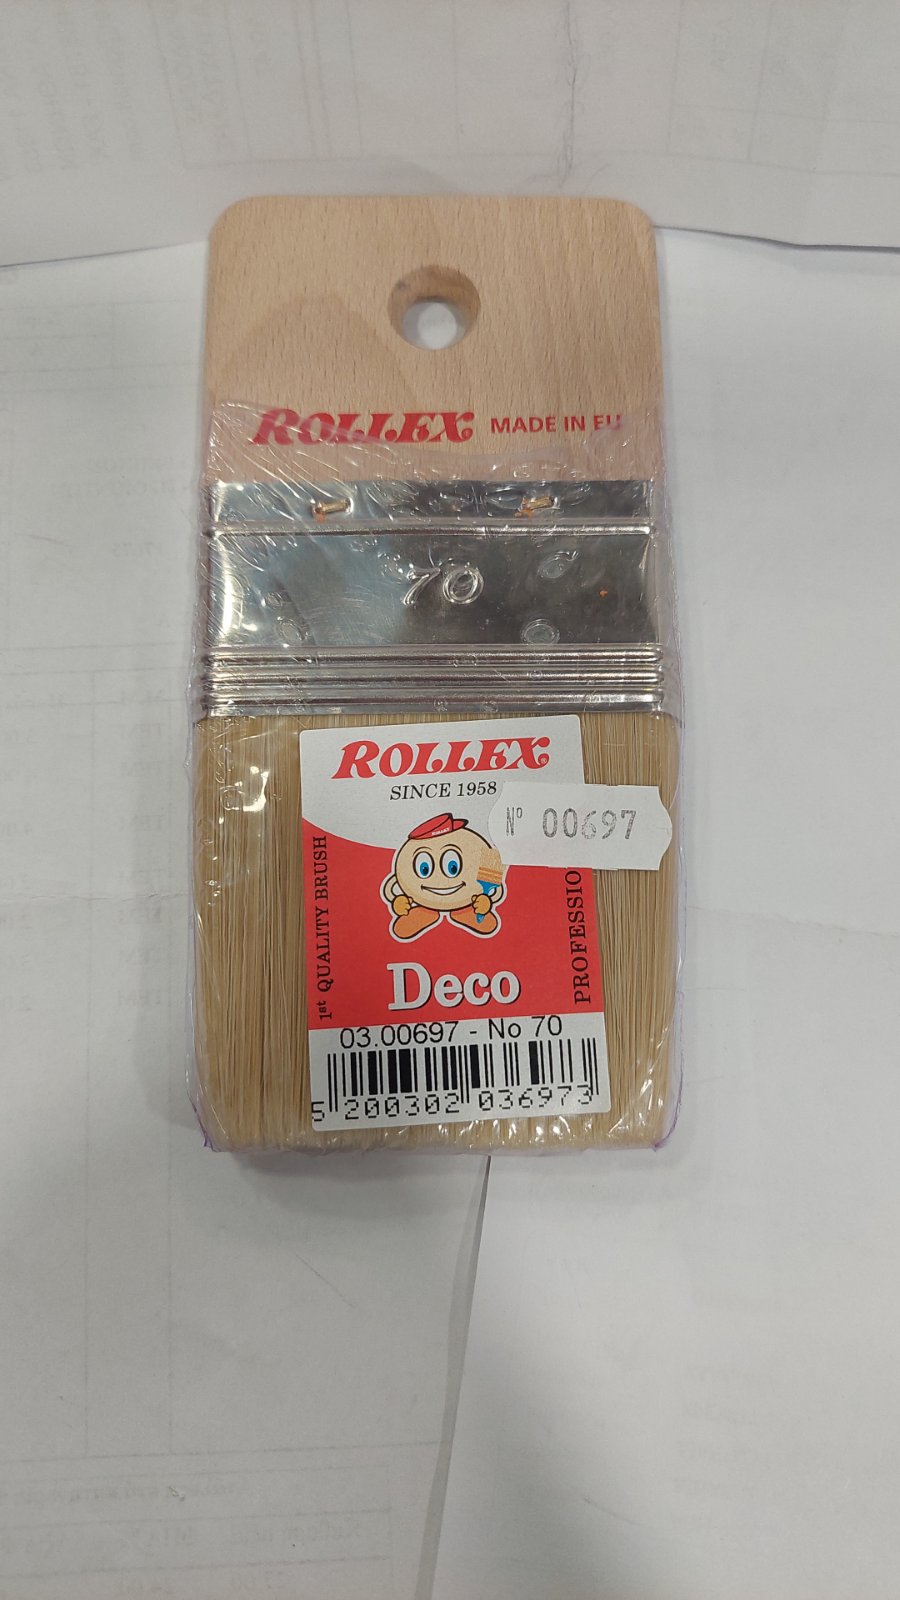 ROLLEX MADE IN EU
70
ROLLEX®
SINCE 1958
Nº 00697
1st QUALITY BRUSH
PROFESSIO
Deco
03.00697 - No 70
5 200302 036973